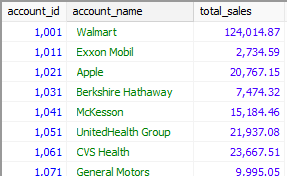 account_id account_name total_sales
1,001 Walmart 124,014.87
1,011 Exxon Mobil 2,734.59
1,021 Apple 20,767.15
1,031 Berkshire Hathaway 7,474.32
1,041 McKesson 15,184.46
1,051 UnitedHealth Group 21,937.08
1,061 CVS Health 23,667.51
1,071 General Motors 9,995.05